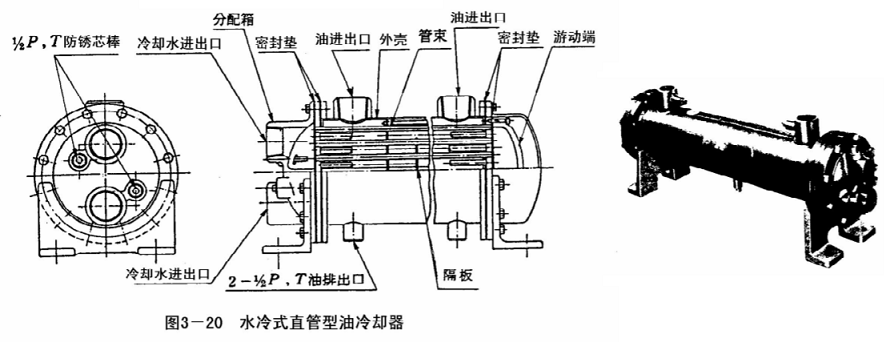 分配箱
½P，T防锈芯棒
冷却水进出口
密封垫
油进出口
外壳
管束
油进出口
密封垫
游动端
冷却水进出口
2－½P，T油排出口
隔板
图3－20 水冷式直管型油冷却器